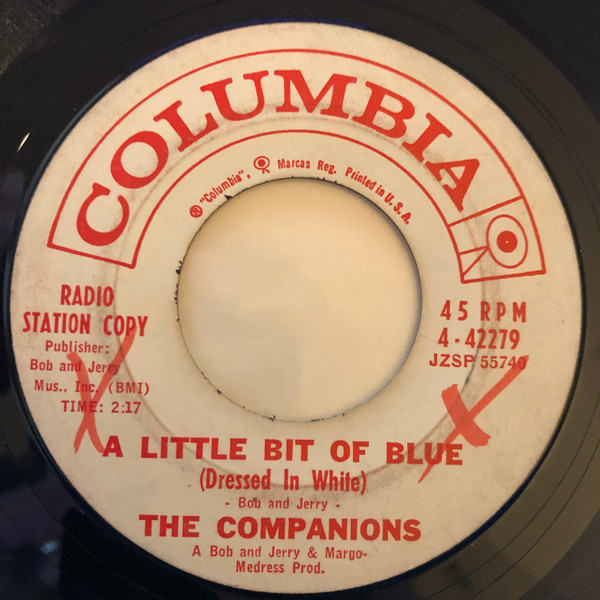 COLUMBIA
® "Columbia", Marcas Reg. Printed in U.S.A.
RADIO
STATION COPY
Publisher:
Bob and Jerry
Mus., Inc. (BMI)
TIME: 2:17
45 RPM
4-42279
JZSP 55740
A LITTLE BIT OF BLUE
(Dressed In White)
- Bob and Jerry -
THE COMPANIONS
A Bob and Jerry & Margo-
Medress Prod.